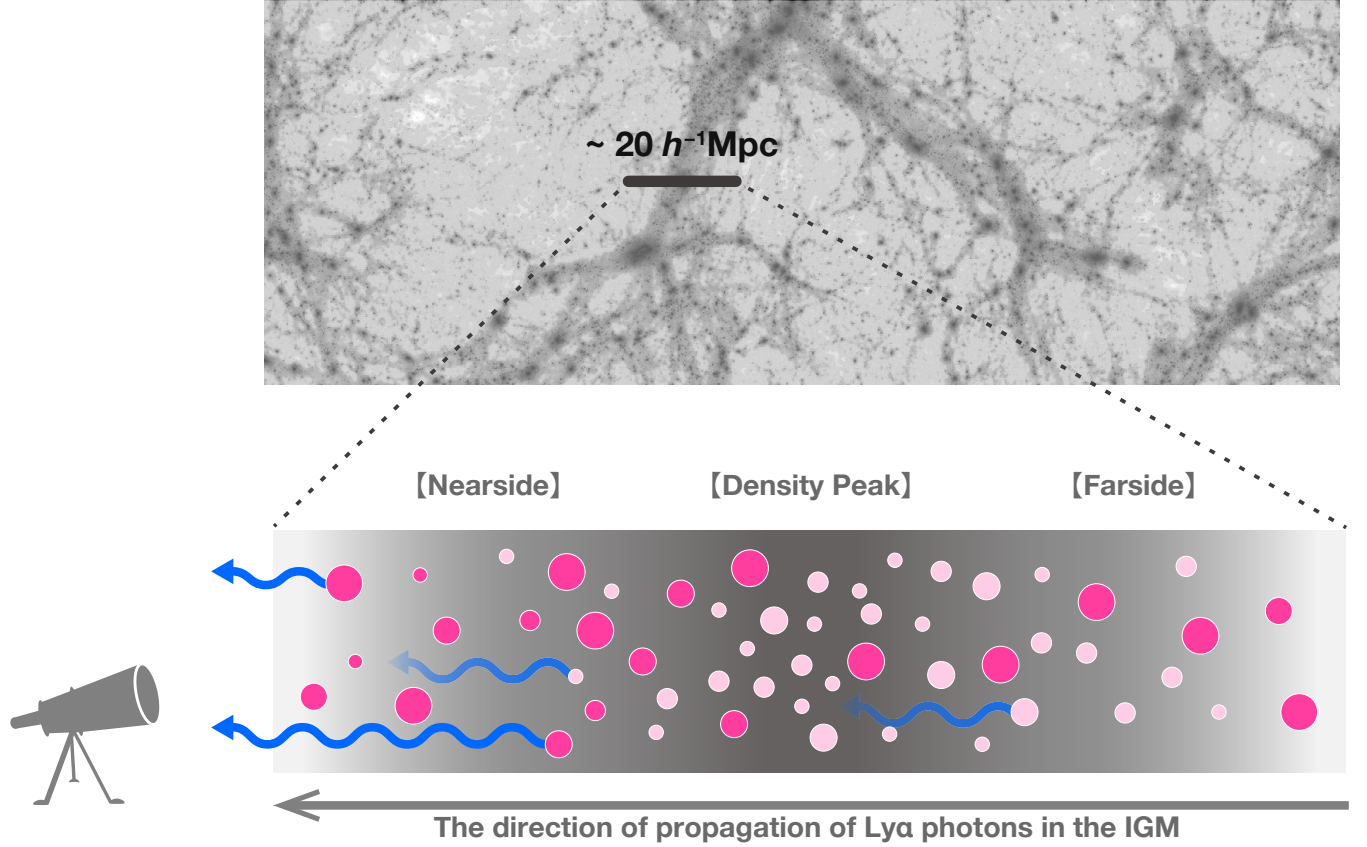 ~ 20 h⁻¹Mpc
【Nearside】 【Density Peak】 【Farside】
The direction of propagation of Lyα photons in the IGM